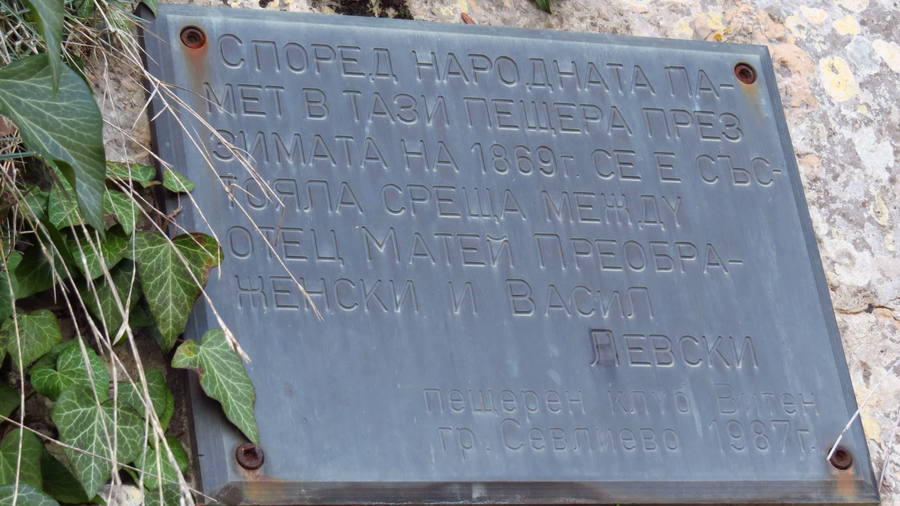 Според народната па-
мет в тази пещера през
зимата на 1869г. се е със-
тояла среща между
отец Матей Преобра-
женски и Васил
Левски
пещерен клуб Витен
гр. Севлиево 1987г.